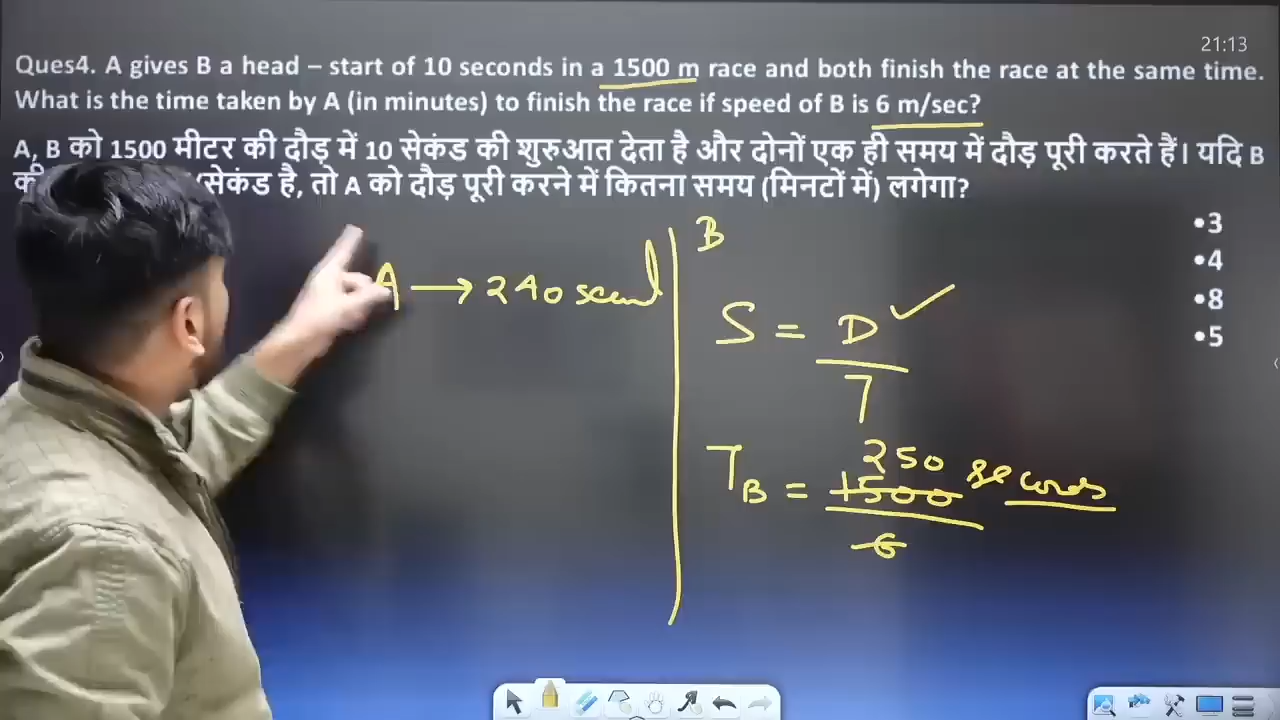 21:13
Ques4. A gives B a head – start of 10 seconds in a 1500 m race and both finish the race at the same time.
What is the time taken by A (in minutes) to finish the race if speed of B is 6 m/sec?
A, B को 1500 मीटर की दौड़ में 10 सेकंड की शुरुआत देता है और दोनों एक ही समय में दौड़ पूरी करते हैं। यदि B
सेकंड है, तो A को दौड़ पूरी करने में कितना समय (मिनटों में) लगेगा?
•3
•4
•8
•5
A → 240
B
S = D ✓
T
T_B = 1500 250 seconds
6